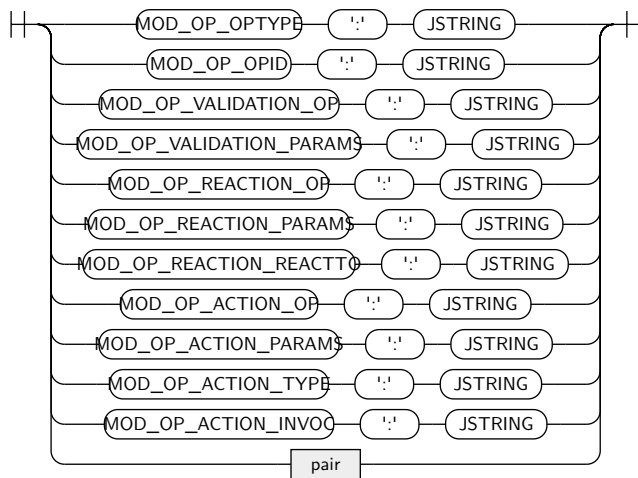 MOD_OP_OPTYPE ':' JSTRING
MOD_OP_OPID ':' JSTRING
MOD_OP_VALIDATION_OP ':' JSTRING
MOD_OP_VALIDATION_PARAMS ':' JSTRING
MOD_OP_REACTION_OP ':' JSTRING
MOD_OP_REACTION_PARAMS ':' JSTRING
MOD_OP_REACTION_REACTTO ':' JSTRING
MOD_OP_ACTION_OP ':' JSTRING
MOD_OP_ACTION_PARAMS ':' JSTRING
MOD_OP_ACTION_TYPE ':' JSTRING
MOD_OP_ACTION_INVOC ':' JSTRING
pair